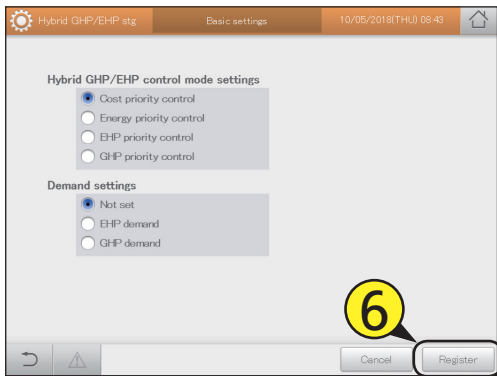 Hybrid GHP/EHP stg
Basic settings
10/05/2018(THU) 08:43
Hybrid GHP/EHP control mode settings
Cost priority control
Energy priority control
EHP priority control
GHP priority control
Demand settings
Not set
EHP demand
GHP demand
6
Cancel
Register